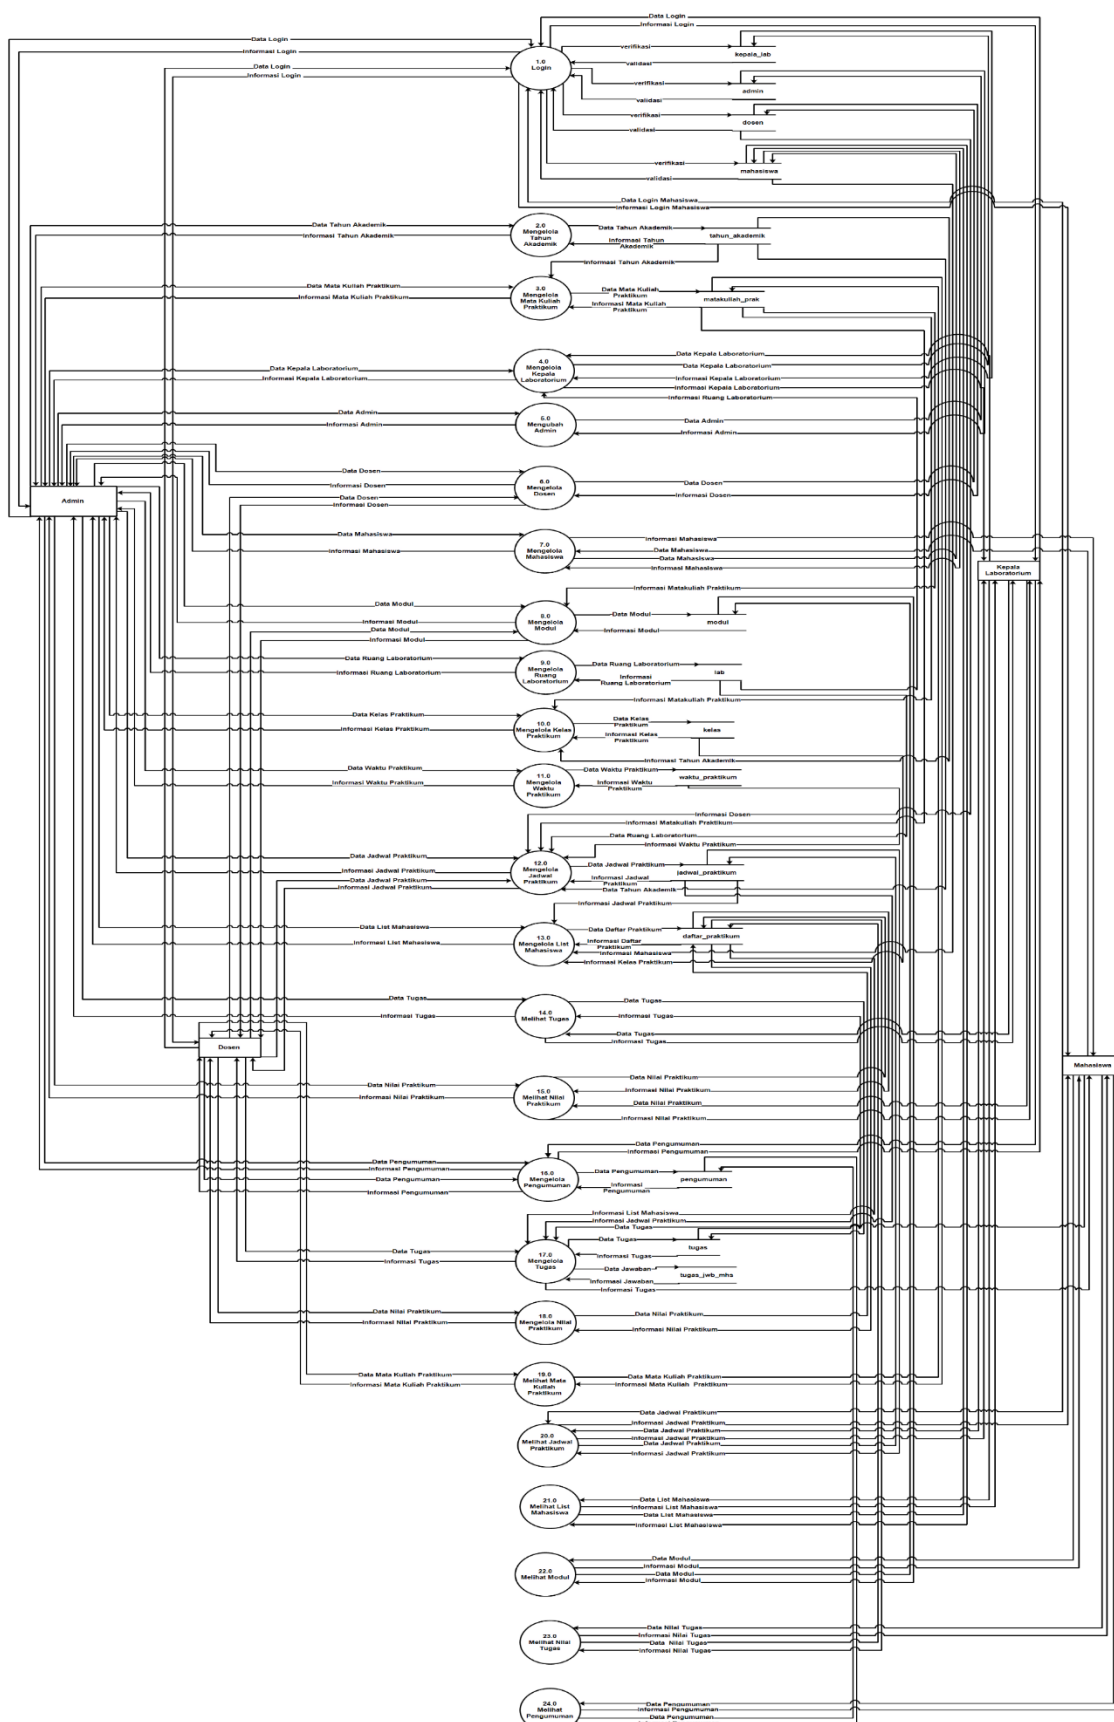 Data Login
Informasi Login
Data Login
Informasi Login
Data Login
Informasi Login
1.0
Login
verifikasi
kepala_lab
validasi
verifikasi
admin
validasi
verifikasi
dosen
validasi
verifikasi
mahasiswa
validasi
Data Login Mahasiswa
Informasi Login Mahasiswa
Data Tahun Akademik
Informasi Tahun Akademik
2.0
Mengelola
Tahun
Akademik
Data Tahun Akademik
tahun_akademik
Informasi Tahun
Akademik
Informasi Tahun Akademik
Data Mata Kuliah Praktikum
Informasi Mata Kuliah Praktikum
3.0
Mengelola
Mata Kuliah
Praktikum
Data Mata Kuliah
Praktikum
matakuliah_prak
Informasi Mata Kuliah
Praktikum
Data Kepala Laboratorium
Informasi Kepala Laboratorium
4.0
Mengelola
Kepala
Laboratorium
Data Kepala Laboratorium
Data Kepala Laboratorium
Informasi Kepala Laboratorium
Informasi Kepala Laboratorium
Informasi Ruang Laboratorium
Data Admin
Informasi Admin
5.0
Mengubah
Admin
Data Admin
Informasi Admin
Admin
Data Dosen
Informasi Dosen
Data Dosen
Informasi Dosen
6.0
Mengelola
Dosen
Data Dosen
Informasi Dosen
Data Mahasiswa
Informasi Mahasiswa
7.0
Mengelola
Mahasiswa
Informasi Mahasiswa
Data Mahasiswa
Data Mahasiswa
Informasi Mahasiswa
Kepala
Laboratorium
Informasi Matakuliah Praktikum
Data Modul
Informasi Modul
Data Modul
Informasi Modul
8.0
Mengelola
Modul
Data Modul
modul
Informasi Modul
Data Ruang Laboratorium
Informasi Ruang Laboratorium
9.0
Mengelola
Ruang
Laboratorium
Data Ruang Laboratorium
lab
Informasi
Ruang Laboratorium
Informasi Matakuliah Praktikum
Data Kelas Praktikum
Informasi Kelas Praktikum
10.0
Mengelola Kelas
Praktikum
Data Kelas
Praktikum
kelas
Informasi Kelas
Praktikum
Informasi Tahun Akademik
Data Waktu Praktikum
Informasi Waktu Praktikum
11.0
Mengelola
Waktu
Praktikum
Data Waktu Praktikum
waktu_praktikum
Informasi Waktu
Praktikum
Informasi Dosen
Informasi Matakuliah Praktikum
Data Ruang Laboratorium
Informasi Waktu Praktikum
Data Jadwal Praktikum
Informasi Jadwal Praktikum
Data Jadwal Praktikum
Informasi Jadwal Praktikum
12.0
Mengelola
Jadwal
Praktikum
Data Jadwal Praktikum
jadwal_praktikum
Informasi Jadwal
Praktikum
Data Tahun Akademik
Informasi Jadwal Praktikum
Data List Mahasiswa
Informasi List Mahasiswa
13.0
Mengelola List
Mahasiswa
Data Daftar Praktikum
daftar_praktikum
Informasi Daftar
Praktikum
Informasi Mahasiswa
Informasi Kelas Praktikum
Data Tugas
Informasi Tugas
14.0
Melihat Tugas
Data Tugas
Informasi Tugas
Data Tugas
Informasi Tugas
Dosen
Mahasiswa
Data Nilai Praktikum
Informasi Nilai Praktikum
15.0
Melihat Nilai
Praktikum
Data Nilai Praktikum
Informasi Nilai Praktikum
Data Nilai Praktikum
Informasi Nilai Praktikum
Data Pengumuman
Informasi Pengumuman
Data Pengumuman
Informasi Pengumuman
Data Pengumuman
Informasi Pengumuman
16.0
Mengelola
Pengumuman
Data Pengumuman
pengumuman
Informasi
Pengumuman
Informasi List Mahasiswa
Informasi Jadwal Praktikum
Data Tugas
Data Tugas
Informasi Tugas
17.0
Mengelola
Tugas
Data Tugas
tugas
Informasi Tugas
Data Jawaban
tugas_jwb_mhs
Informasi Jawaban
Informasi Tugas
Data Nilai Praktikum
Informasi Nilai Praktikum
18.0
Mengelola Nilai
Praktikum
Data Nilai Praktikum
Informasi Nilai Praktikum
Data Mata Kuliah Praktikum
Informasi Mata Kuliah Praktikum
19.0
Melihat Mata
Kuliah
Praktikum
Data Mata Kuliah Praktikum
Informasi Mata Kuliah Praktikum
20.0
Melihat Jadwal
Praktikum
Data Jadwal Praktikum
Informasi Jadwal Praktikum
Data Jadwal Praktikum
Informasi Jadwal Praktikum
Data Jadwal Praktikum
Informasi Jadwal Praktikum
21.0
Melihat List
Mahasiswa
Data List Mahasiswa
Informasi List Mahasiswa
Data List Mahasiswa
Informasi List Mahasiswa
22.0
Melihat Modul
Data Modul
Informasi Modul
Data Modul
Informasi Modul
23.0
Melihat Nilai
Tugas
Data Nilai Tugas
Informasi Nilai Tugas
Data Nilai Tugas
Informasi Nilai Tugas
24.0
Melihat
Pengumuman
Data Pengumuman
Informasi Pengumuman
Data Pengumuman